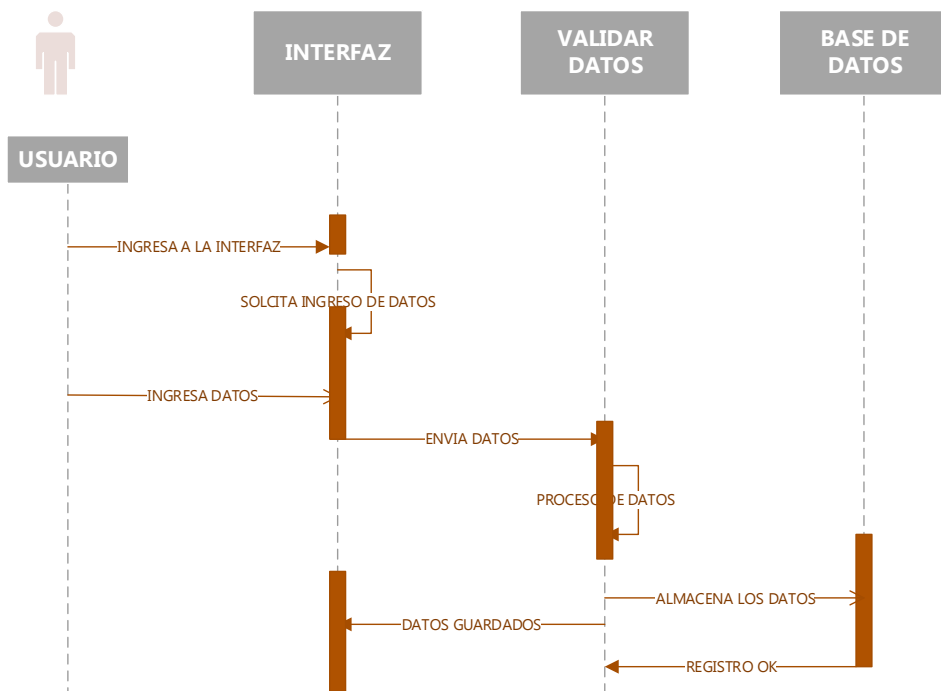 INTERFAZ
VALIDAR
DATOS
BASE DE
DATOS
USUARIO
INGRESA A LA INTERFAZ
SOLCITA INGRESO DE DATOS
INGRESA DATOS
ENVIA DATOS
PROCESO DE DATOS
ALMACENA LOS DATOS
DATOS GUARDADOS
REGISTRO OK